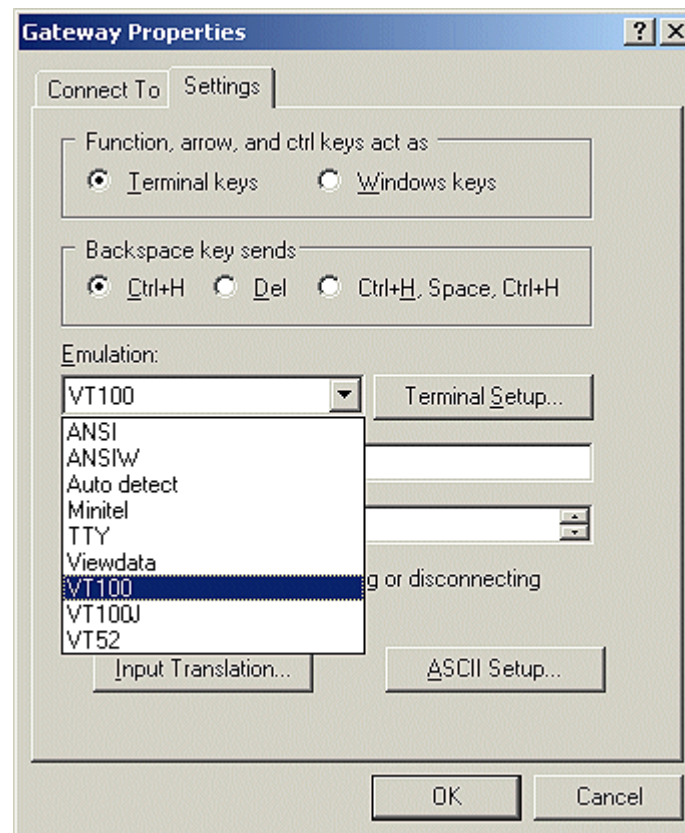 Gateway Properties
Connect To Settings
Function, arrow, and ctrl keys act as
Terminal keys Windows keys
Backspace key sends
Ctrl+H Del Ctrl+H, Space, Ctrl+H
Emulation:
VT100 Terminal Setup...
ANSI
ANSIW
Auto detect
Minitel
TTY
Viewdata
VT100 g or disconnecting
VT100J
VT52
Input Translation... ASCII Setup...
OK Cancel